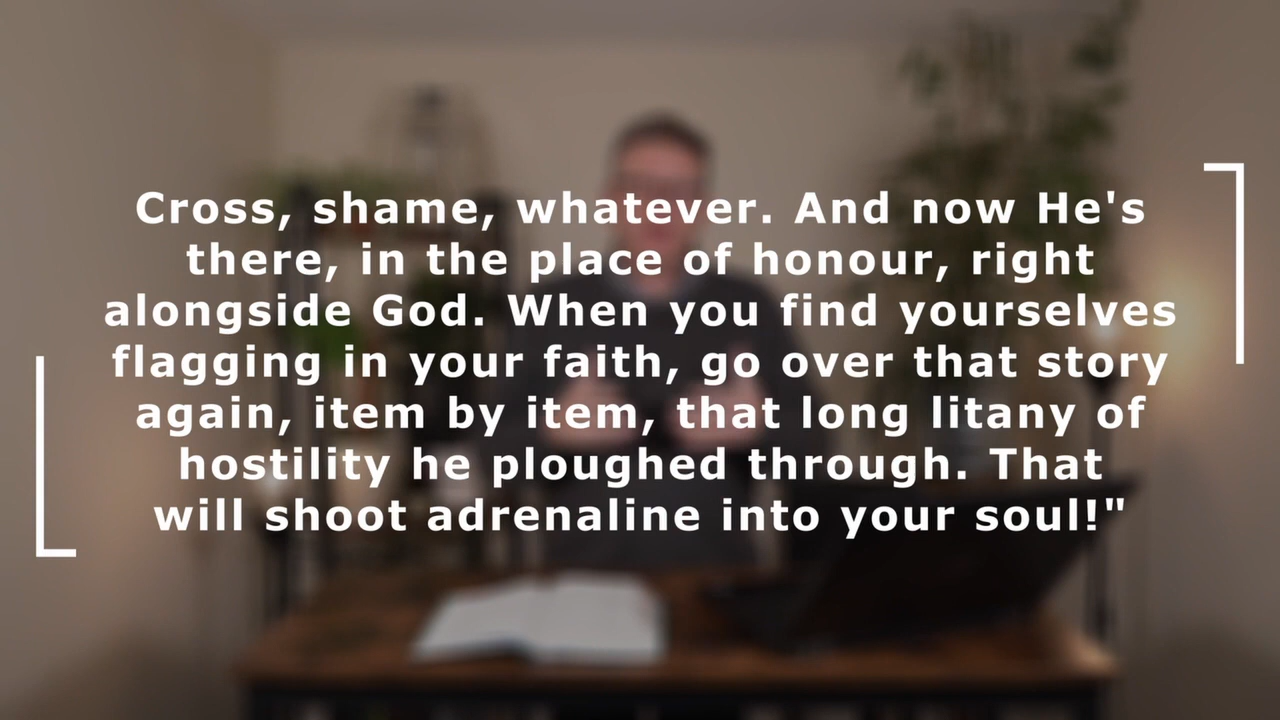 Cross, shame, whatever. And now He's
there, in the place of honour, right
alongside God. When you find yourselves
flagging in your faith, go over that story
again, item by item, that long litany of
hostility he ploughed through. That
will shoot adrenaline into your soul!"